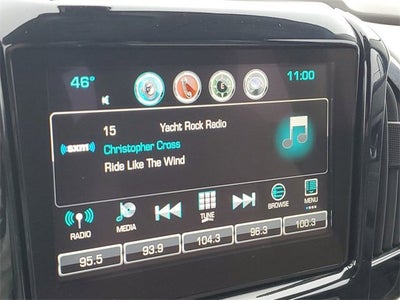 46° 11:00
15 Yacht Rock Radio
((sxm))
Christopher Cross
Ride Like The Wind
RADIO MEDIA TUNE BROWSE MENU
95.5 93.9 104.3 96.3 100.3